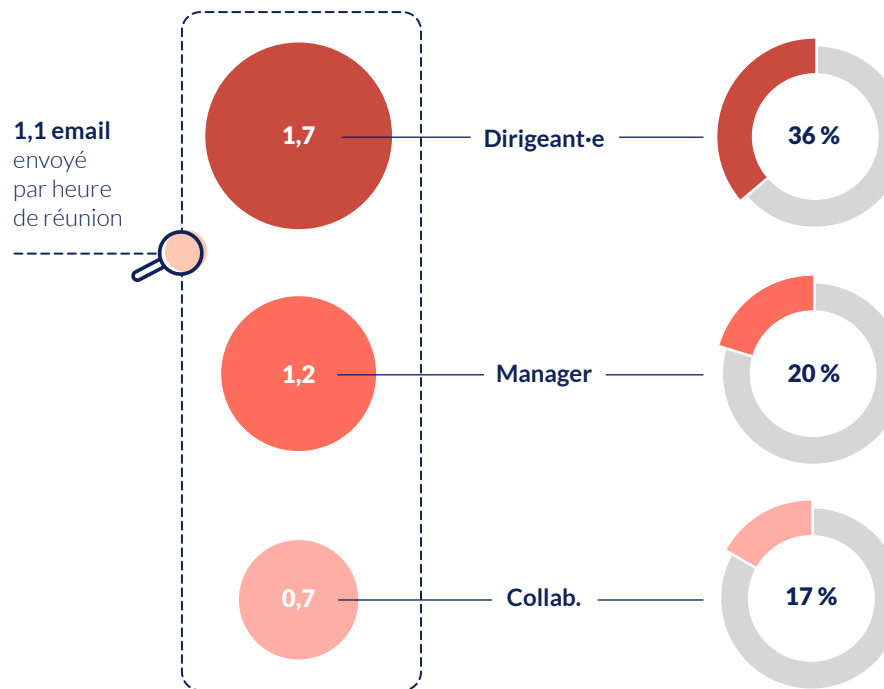 1,1 email
envoyé
par heure
de réunion
1,7
Dirigeant·e
36 %
1,2
Manager
20 %
0,7
Collab.
17 %